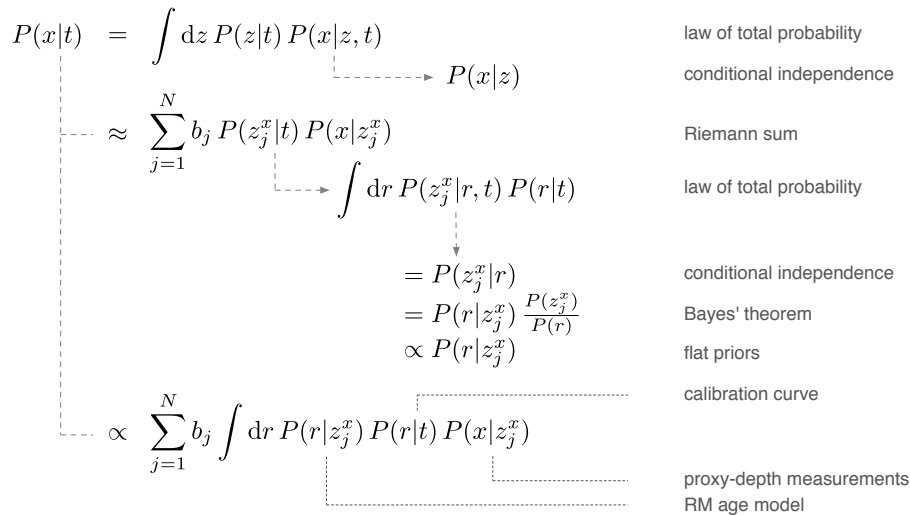 P(x|t) = ∫ dz P(z|t) P(x|z, t) law of total probability
P(x|z) conditional independence
≈ ∑_{j=1}^{N} b_j P(z_j^x|t) P(x|z_j^x) Riemann sum
∫ dr P(z_j^x|r, t) P(r|t) law of total probability
= P(z_j^x|r) conditional independence
= P(r|z_j^x) \frac{P(z_j^x)}{P(r)} Bayes' theorem
∝ P(r|z_j^x) flat priors
calibration curve
∝ ∑_{j=1}^{N} b_j ∫ dr P(r|z_j^x) P(r|t) P(x|z_j^x)
proxy-depth measurements
RM age model